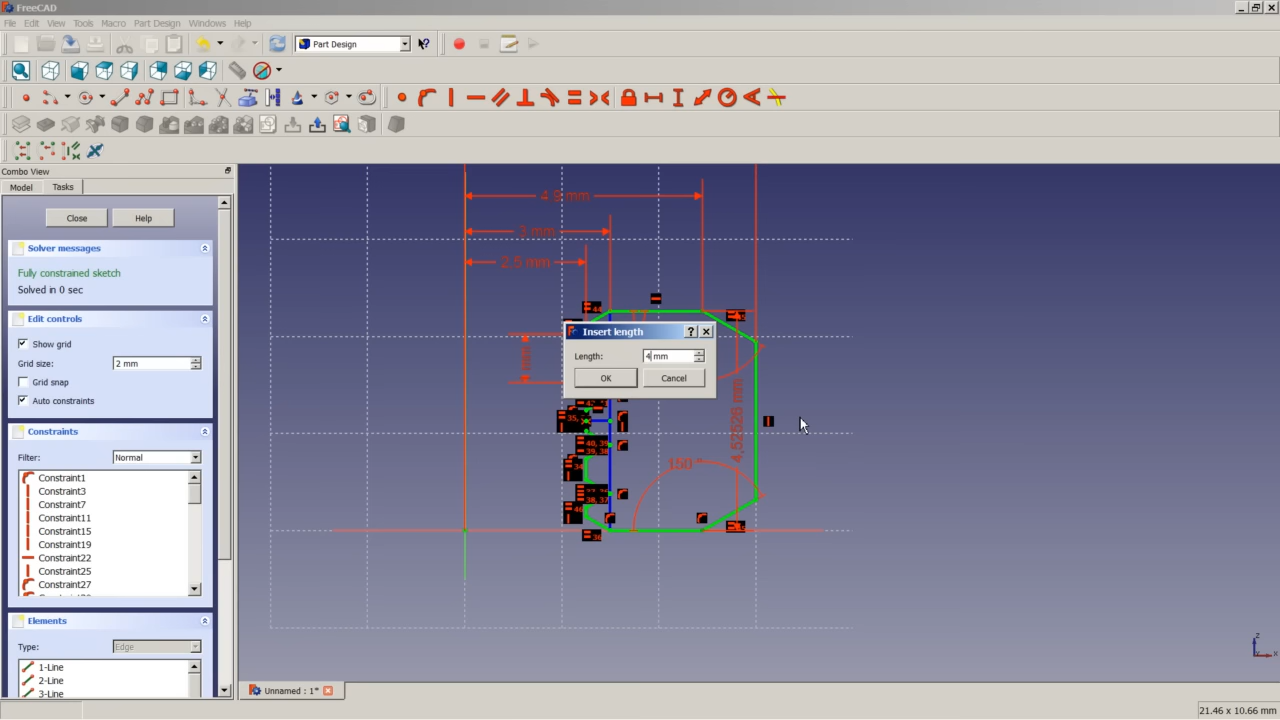 FreeCAD
File Edit View Tools Macro Part Design Windows Help
Part Design
Combo View
Model Tasks
Close Help
Solver messages
Fully constrained sketch
Solved in 0 sec
Edit controls
Show grid
Grid size: 2 mm
Grid snap
Auto constraints
Constraints
Filter: Normal
Constraint1
Constraint3
Constraint7
Constraint11
Constraint15
Constraint19
Constraint22
Constraint25
Constraint27
Elements
Type: Edge
1-Line
2-Line
3-Line
4.9 mm
3 mm
2.5 mm
Insert length
Length: 4 mm
OK Cancel
150 °
Unnamed : 1*
21.46 x 10.66 mm